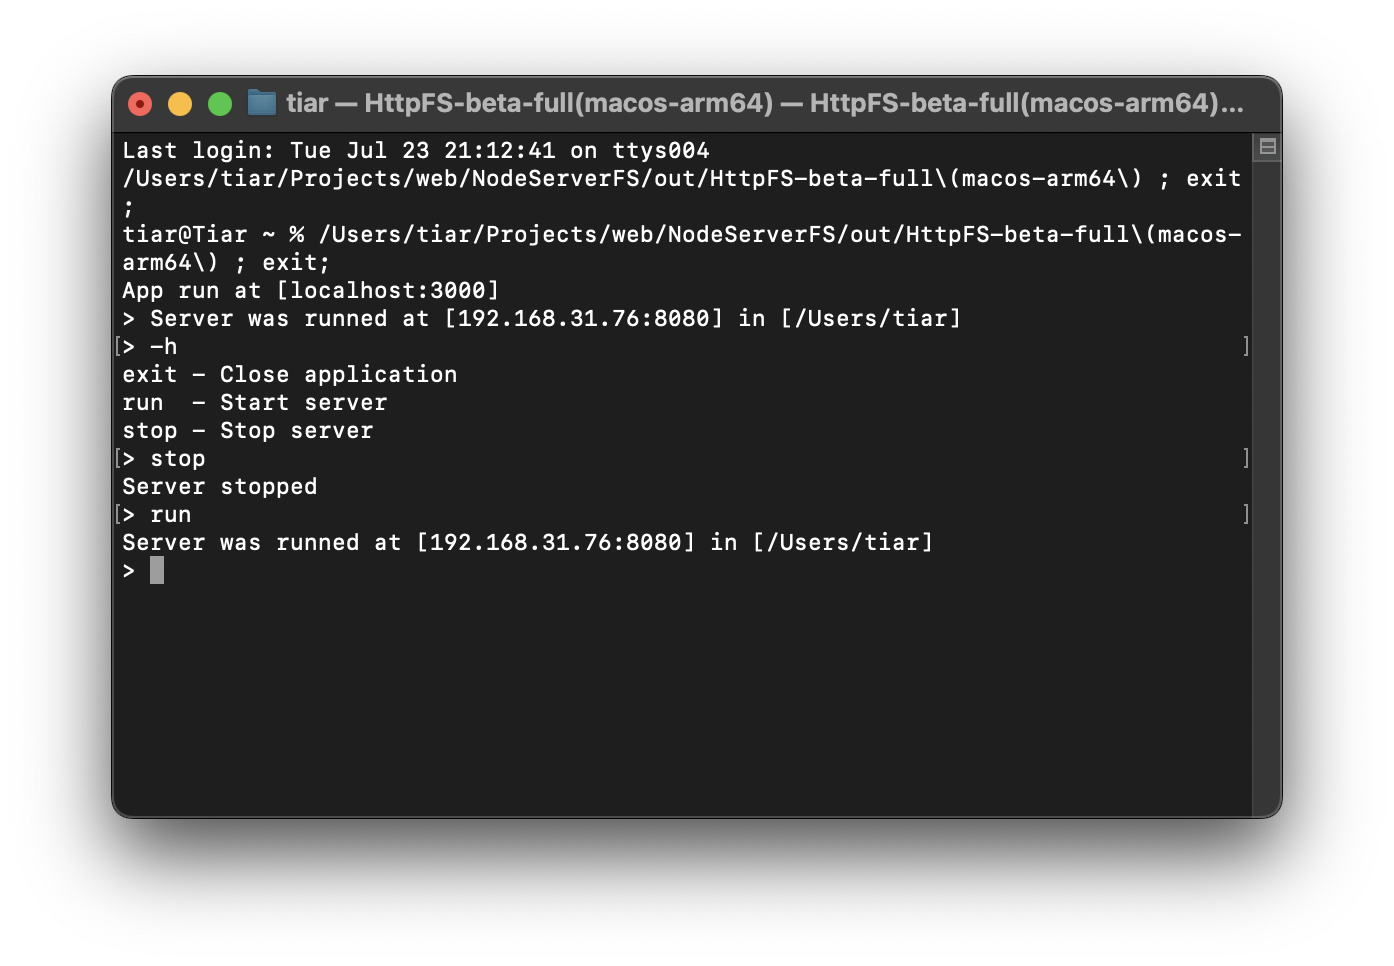 tiar — HttpFS-beta-full(macos-arm64) — HttpFS-beta-full(macos-arm64)...
Last login: Tue Jul 23 21:12:41 on ttys004
/Users/tiar/Projects/web/NodeServerFS/out/HttpFS-beta-full\(macos-arm64\) ; exit
;
tiar@Tiar ~ % /Users/tiar/Projects/web/NodeServerFS/out/HttpFS-beta-full\(macos-
arm64\) ; exit;
App run at [localhost:3000]
> Server was runned at [192.168.31.76:8080] in [/Users/tiar]
[> -h ]
exit - Close application
run  - Start server
stop - Stop server
[> stop ]
Server stopped
[> run ]
Server was runned at [192.168.31.76:8080] in [/Users/tiar]
>